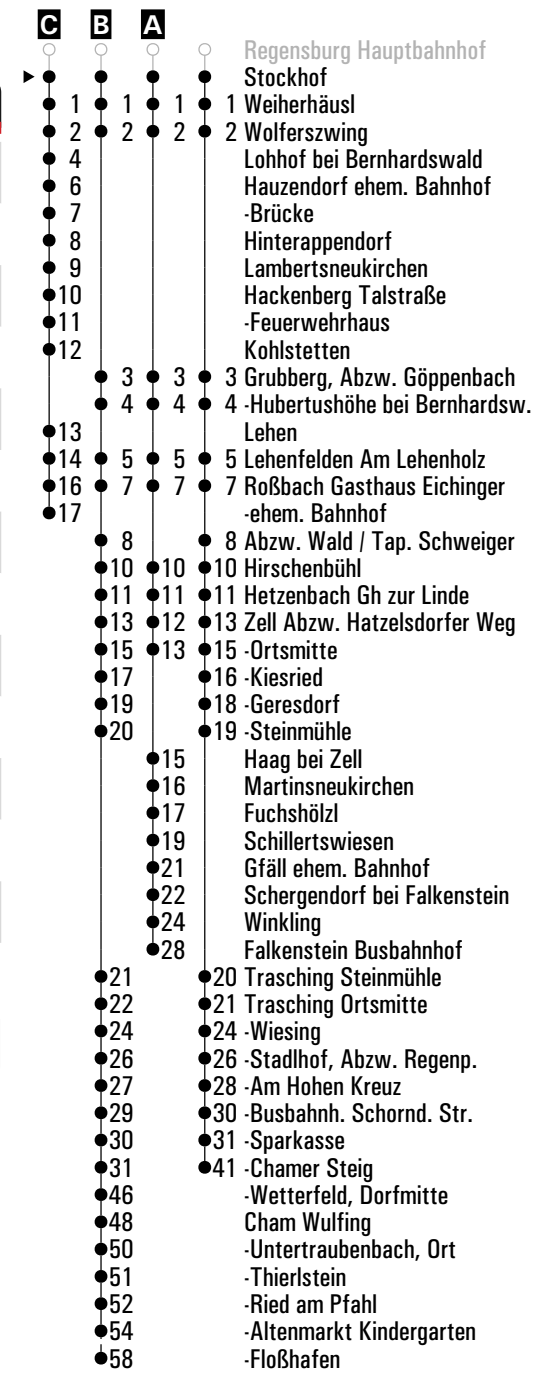 C B A
Regensburg Hauptbahnhof
Stockhof
1 1 1 1 Weiherhäusl
2 2 2 2 Wolferszwing
4 Lohhof bei Bernhardswald
6 Hauzendorf ehem. Bahnhof
7 -Brücke
8 Hinterappendorf
9 Lambertsneukirchen
10 Hackenberg Talstraße
11 -Feuerwehrhaus
12 Kohlstetten
3 3 3 Grubberg, Abzw. Göppenbach
4 4 4 -Hubertushöhe bei Bernhardsw.
13 Lehen
14 5 5 5 Lehenfelden Am Lehenholz
16 7 7 7 Roßbach Gasthaus Eichinger
17 -ehem. Bahnhof
8 8 Abzw. Wald / Tap. Schweiger
10 10 10 Hirschenbühl
11 11 11 Hetzenbach Gh zur Linde
13 12 13 Zell Abzw. Hatzelsdorfer Weg
15 13 15 -Ortsmitte
17 16 -Kiesried
19 18 -Geresdorf
20 19 -Steinmühle
15 Haag bei Zell
16 Martinsneukirchen
17 Fuchshölzl
19 Schillertswiesen
21 Gfäll ehem. Bahnhof
22 Schergendorf bei Falkenstein
24 Winkling
28 Falkenstein Busbahnhof
21 20 Trasching Steinmühle
22 21 Trasching Ortsmitte
24 24 -Wiesing
26 26 -Stadlhof, Abzw. Regenp.
27 28 -Am Hohen Kreuz
29 30 -Busbahnh. Schornd. Str.
30 31 -Sparkasse
31 41 -Chamer Steig
46 -Wetterfeld, Dorfmitte
48 Cham Wulfing
50 -Untertraubenbach, Ort
51 -Thierlstein
52 -Ried am Pfahl
54 -Altenmarkt Kindergarten
58 -Floßhafen